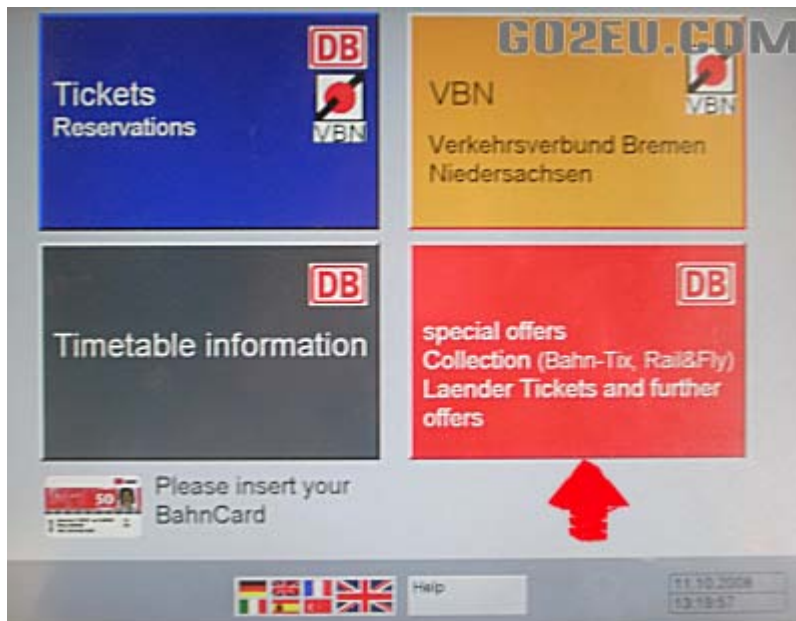 GO2EU.COM
DB
Tickets
Reservations
VBN
VBN
Verkehrsverbund Bremen
Niedersachsen
VBN
DB
Timetable information
DB
special offers
Collection (Bahn-Tix, Rail&Fly)
Laender Tickets and further
offers
50
Please insert your
BahnCard
Help
11.10.2008
13:19:57